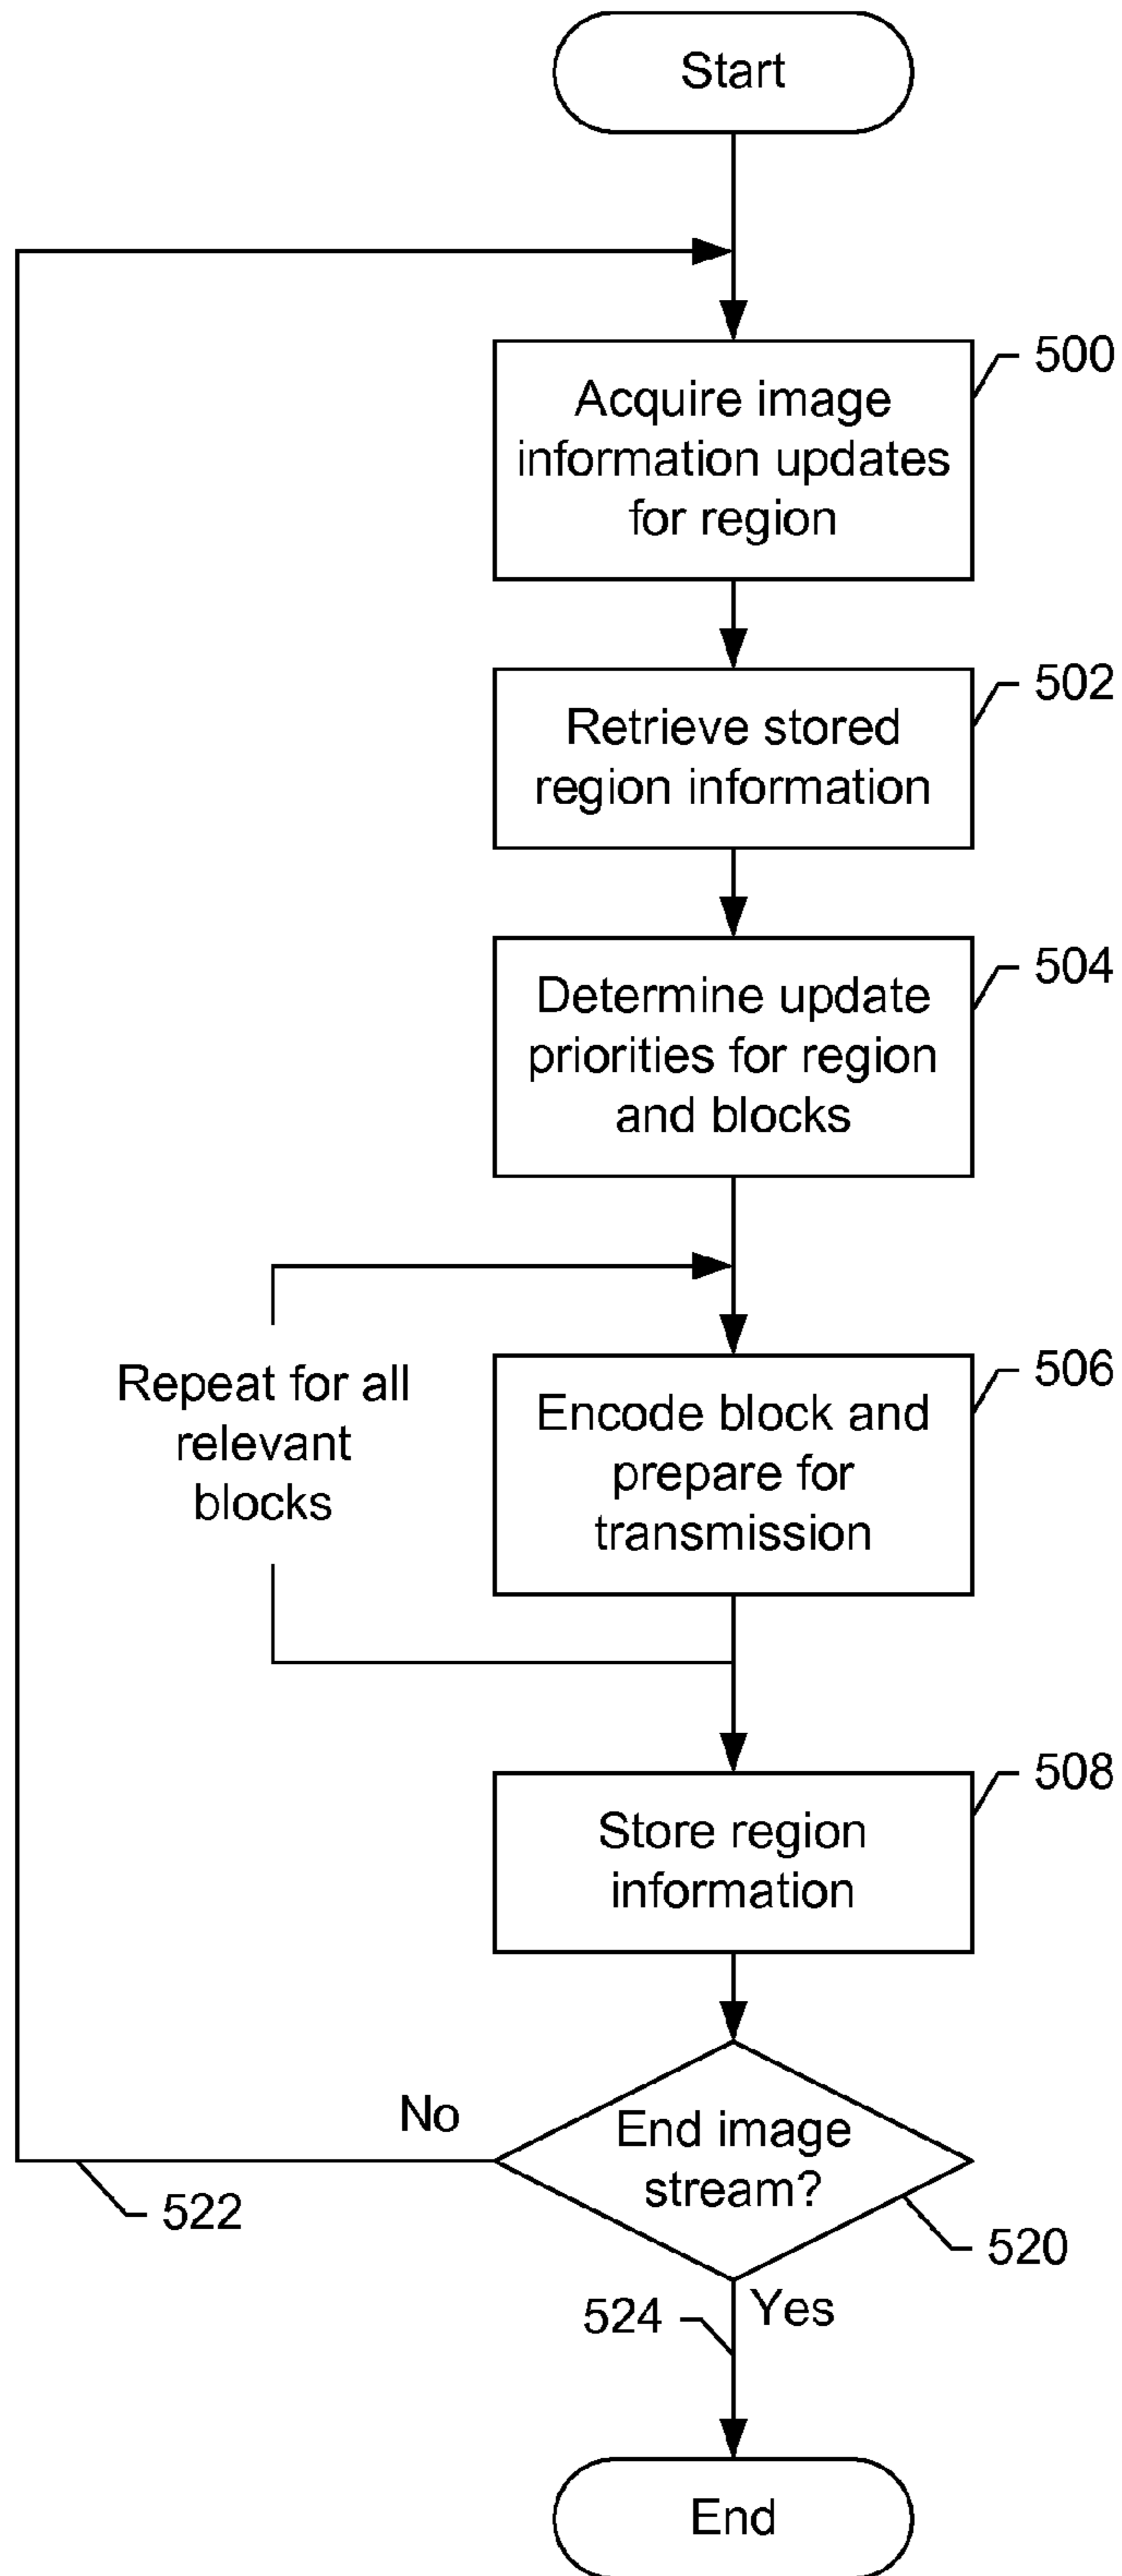 Start
500
Acquire image
information updates
for region
502
Retrieve stored
region information
504
Determine update
priorities for region
and blocks
Repeat for all
relevant
blocks
506
Encode block and
prepare for
transmission
508
Store region
information
No
End image
stream?
522
520
524
Yes
End